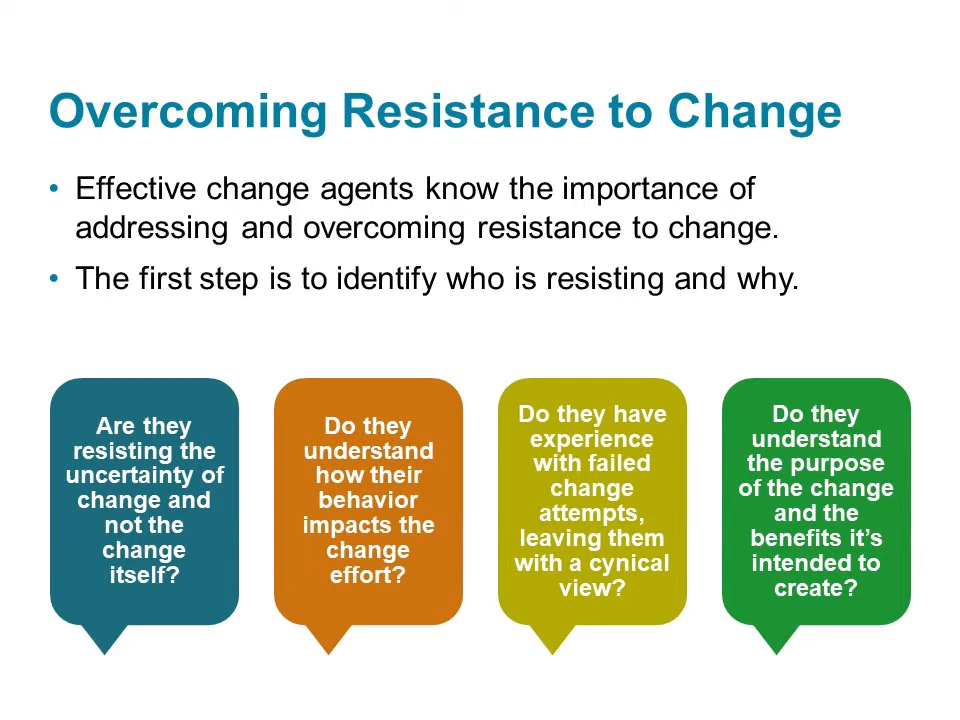 Overcoming Resistance to Change
• Effective change agents know the importance of
addressing and overcoming resistance to change.
• The first step is to identify who is resisting and why.
Are they
resisting the
uncertainty of
change and
not the
change
itself?
Do they
understand
how their
behavior
impacts the
change
effort?
Do they have
experience
with failed
change
attempts,
leaving them
with a cynical
view?
Do they
understand
the purpose
of the change
and the
benefits it’s
intended to
create?